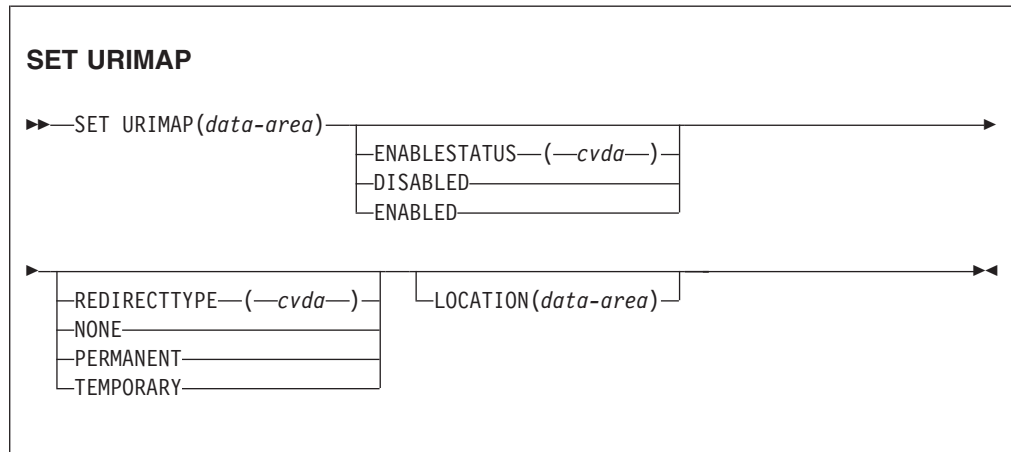 SET URIMAP
SET URIMAP(data-area)
ENABLESTATUS ( cvda )
DISABLED
ENABLED
REDIRECTTYPE ( cvda ) LOCATION(data-area)
NONE
PERMANENT
TEMPORARY